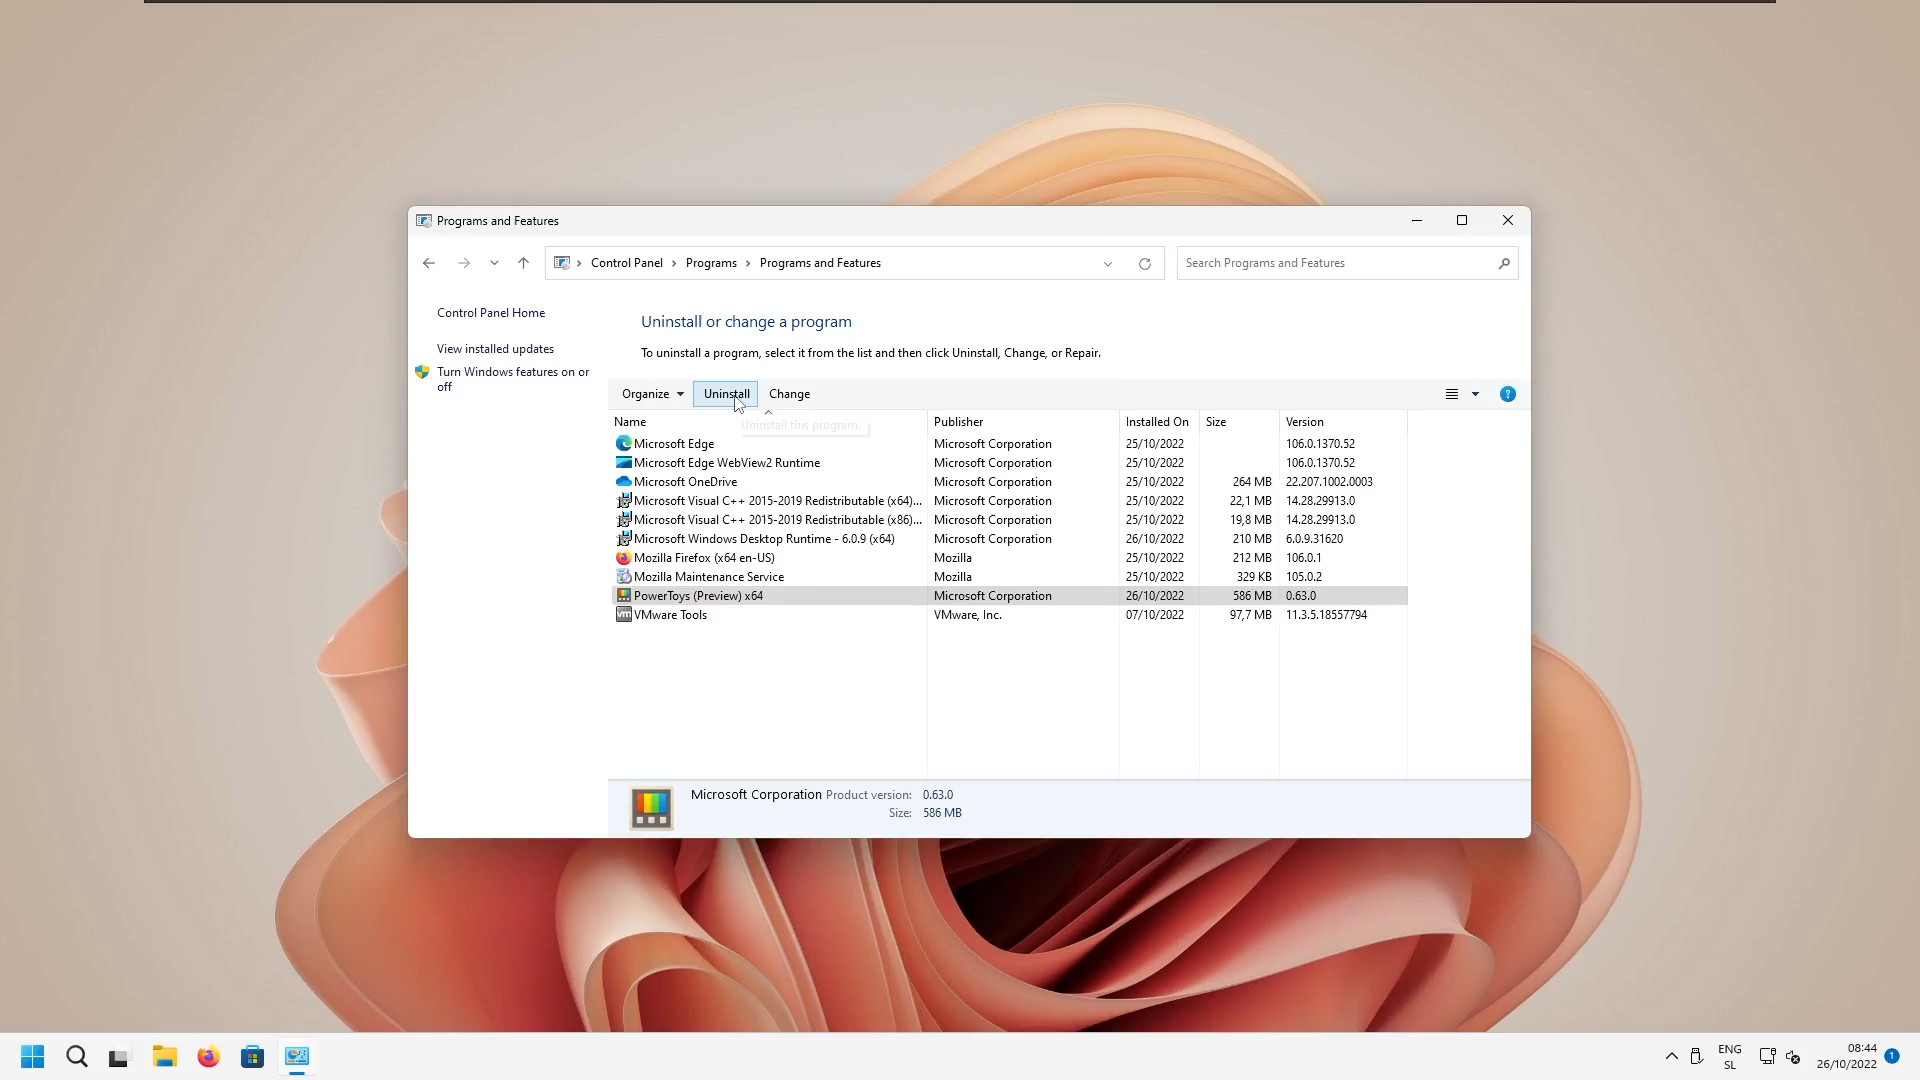 Programs and Features
Control Panel > Programs > Programs and Features
Search Programs and Features
Control Panel Home
View installed updates
Turn Windows features on or
off
Uninstall or change a program
To uninstall a program, select it from the list and then click Uninstall, Change, or Repair.
Organize Uninstall Change
Uninstall this program.
Name Publisher Installed On Size Version
Microsoft Edge Microsoft Corporation 25/10/2022 106.0.1370.52
Microsoft Edge WebView2 Runtime Microsoft Corporation 25/10/2022 106.0.1370.52
Microsoft OneDrive Microsoft Corporation 25/10/2022 264 MB 22.207.1002.0003
Microsoft Visual C++ 2015-2019 Redistributable (x64)... Microsoft Corporation 25/10/2022 22,1 MB 14.28.29913.0
Microsoft Visual C++ 2015-2019 Redistributable (x86)... Microsoft Corporation 25/10/2022 19,8 MB 14.28.29913.0
Microsoft Windows Desktop Runtime - 6.0.9 (x64) Microsoft Corporation 26/10/2022 210 MB 6.0.9.31620
Mozilla Firefox (x64 en-US) Mozilla 25/10/2022 212 MB 106.0.1
Mozilla Maintenance Service Mozilla 25/10/2022 329 KB 105.0.2
PowerToys (Preview) x64 Microsoft Corporation 26/10/2022 586 MB 0.63.0
VMware Tools VMware, Inc. 07/10/2022 97,7 MB 11.3.5.18557794
Microsoft Corporation Product version: 0.63.0
Size: 586 MB
ENG
SL
08:44
26/10/2022
1